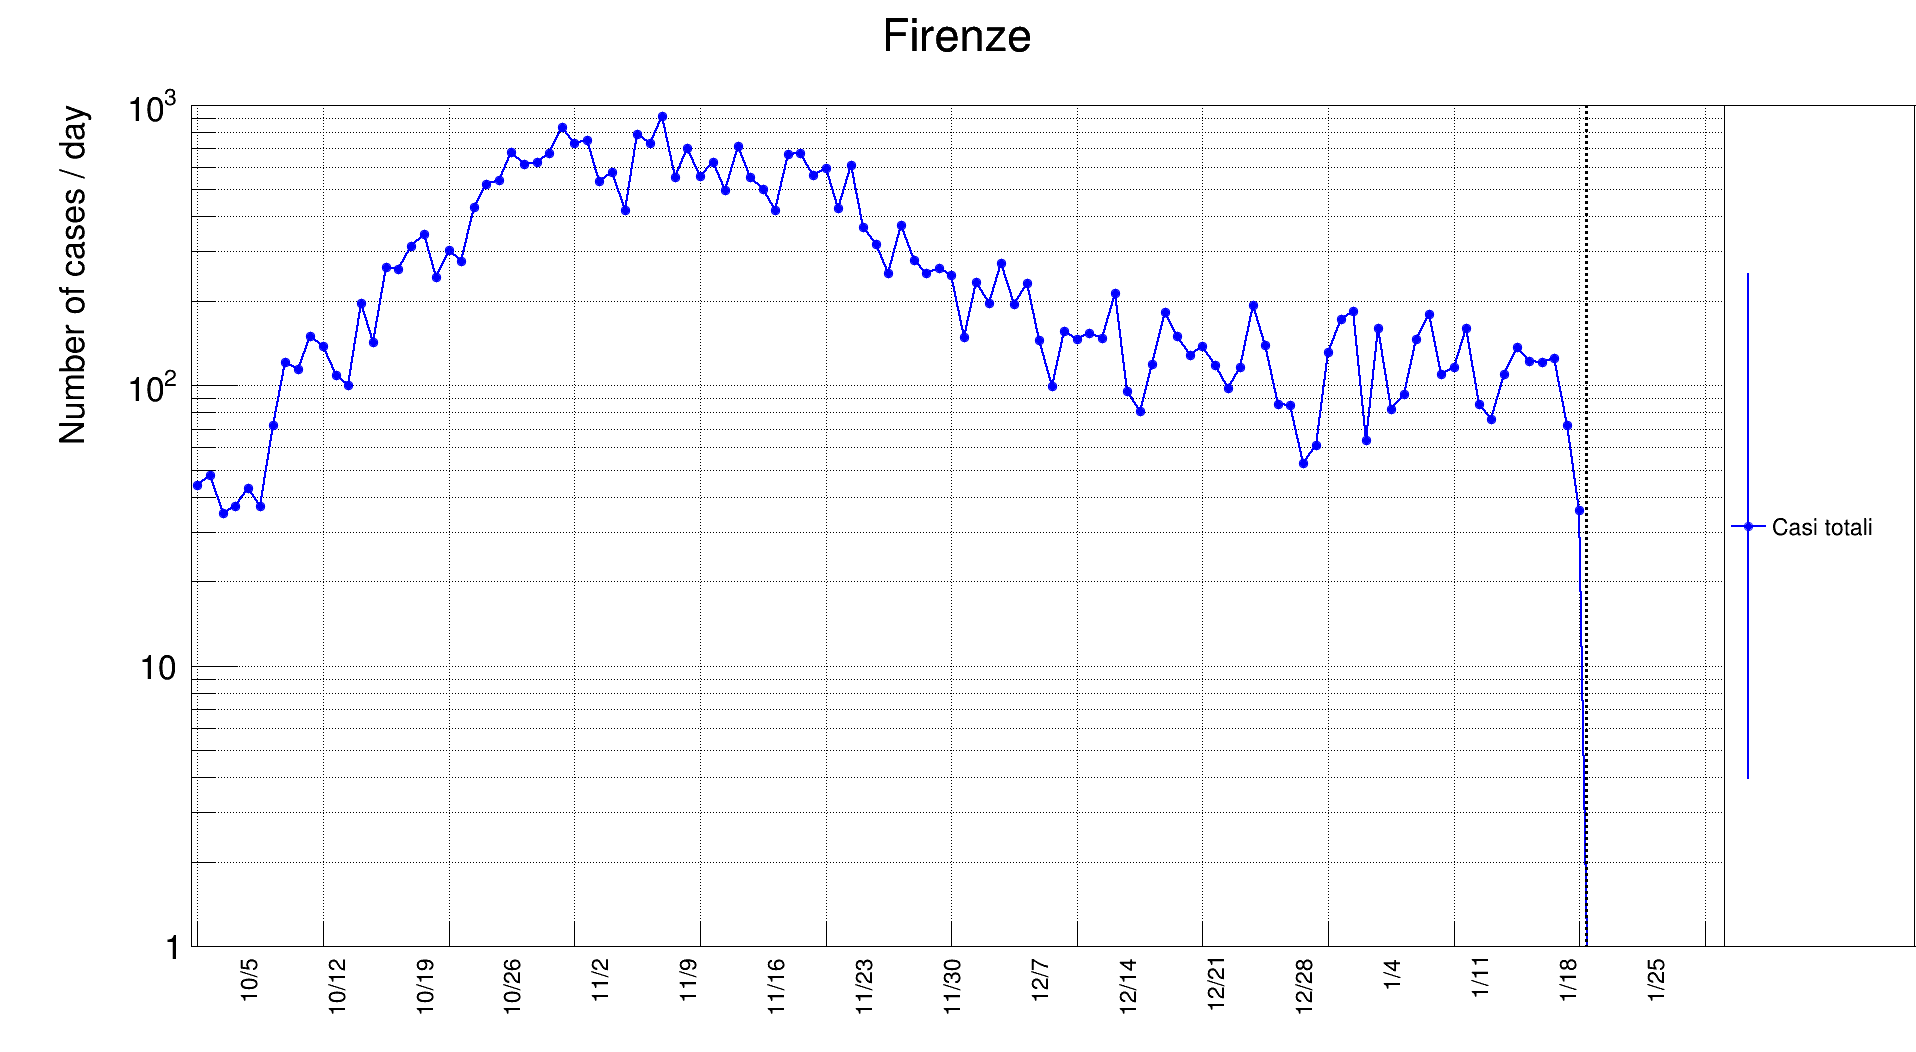 Firenze
Number of cases / day
10³
10²
10
1
10/5 10/12 10/19 10/26 11/2 11/9 11/16 11/23 11/30 12/7 12/14 12/21 12/28 1/4 1/11 1/18 1/25
Casi totali